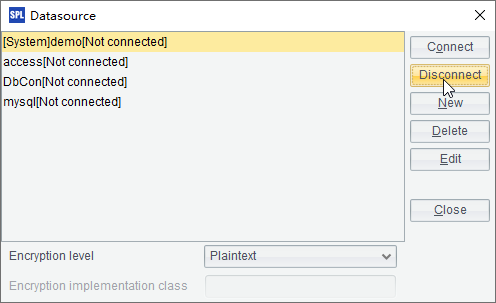 SPL Datasource
[System]demo[Not connected]
access[Not connected]
DbCon[Not connected]
mysql[Not connected]
Connect
Disconnect
New
Delete
Edit
Close
Encryption level Plaintext
Encryption implementation class